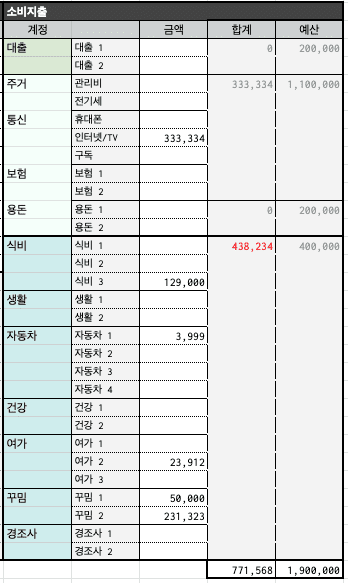 소비지출
계정 금액 합계 예산
대출 대출 1 0 200,000
대출 2
주거 관리비 333,334 1,100,000
전기세
통신 휴대폰
인터넷/TV 333,334
구독
보험 보험 1
보험 2
용돈 용돈 1 0 200,000
용돈 2
식비 식비 1 438,234 400,000
식비 2
식비 3 129,000
생활 생활 1
생활 2
자동차 자동차 1 3,999
자동차 2
자동차 3
자동차 4
건강 건강 1
건강 2
여가 여가 1
여가 2 23,912
여가 3
꾸밈 꾸밈 1 50,000
꾸밈 2 231,323
경조사 경조사 1
경조사 2
771,568 1,900,000